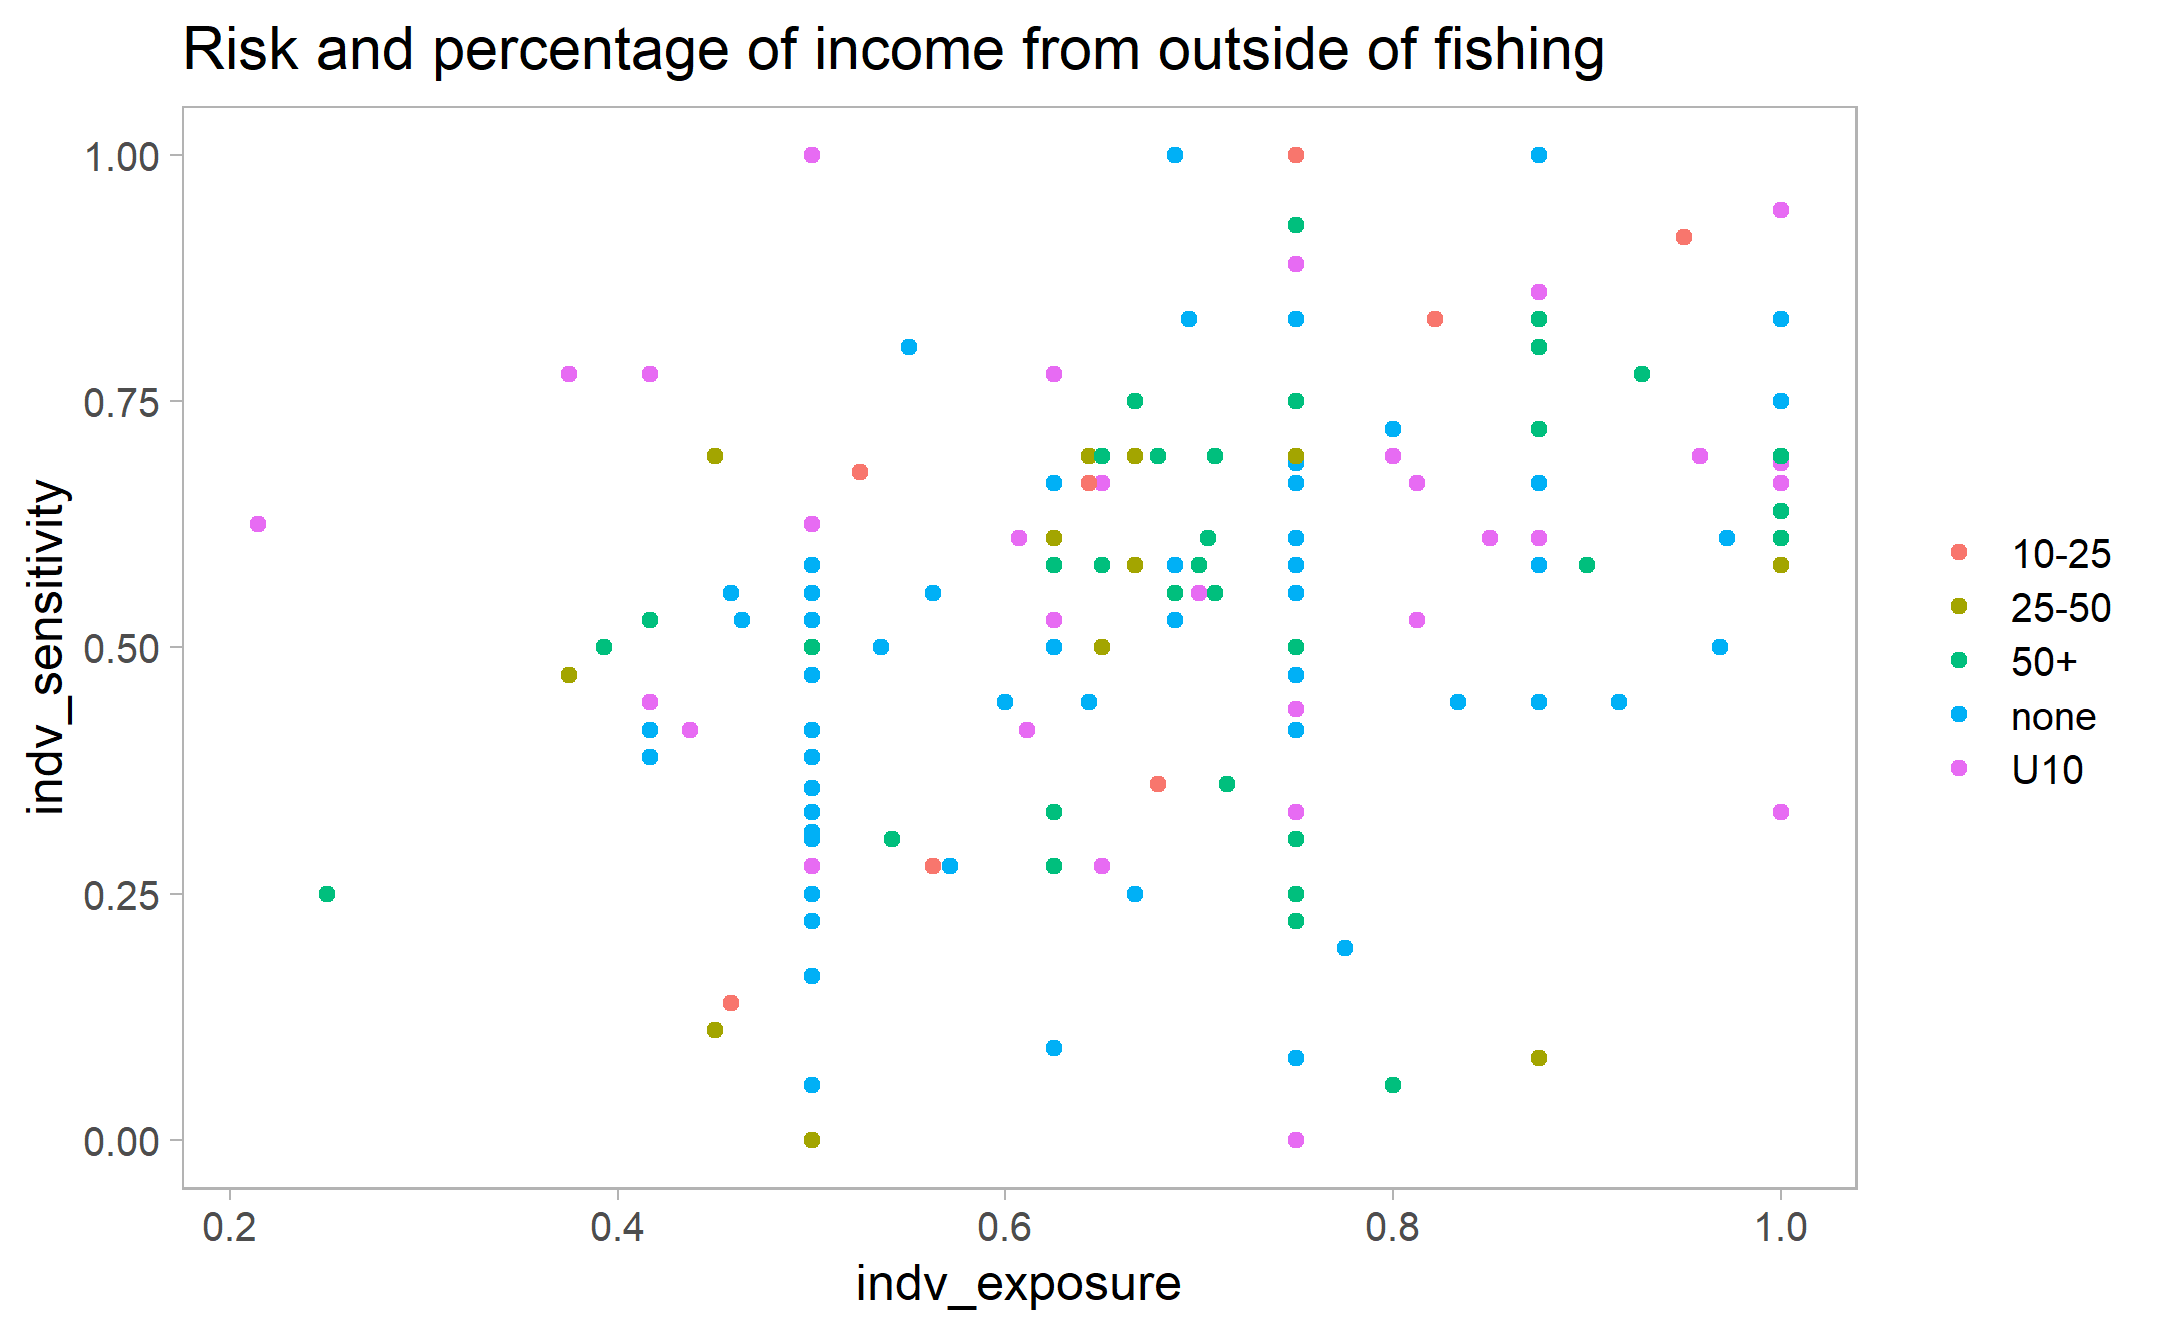 Risk and percentage of income from outside of fishing
1.00
0.75
0.50
0.25
0.00
indv_sensitivity
0.2 0.4 0.6 0.8 1.0
indv_exposure
10-25
25-50
50+
none
U10